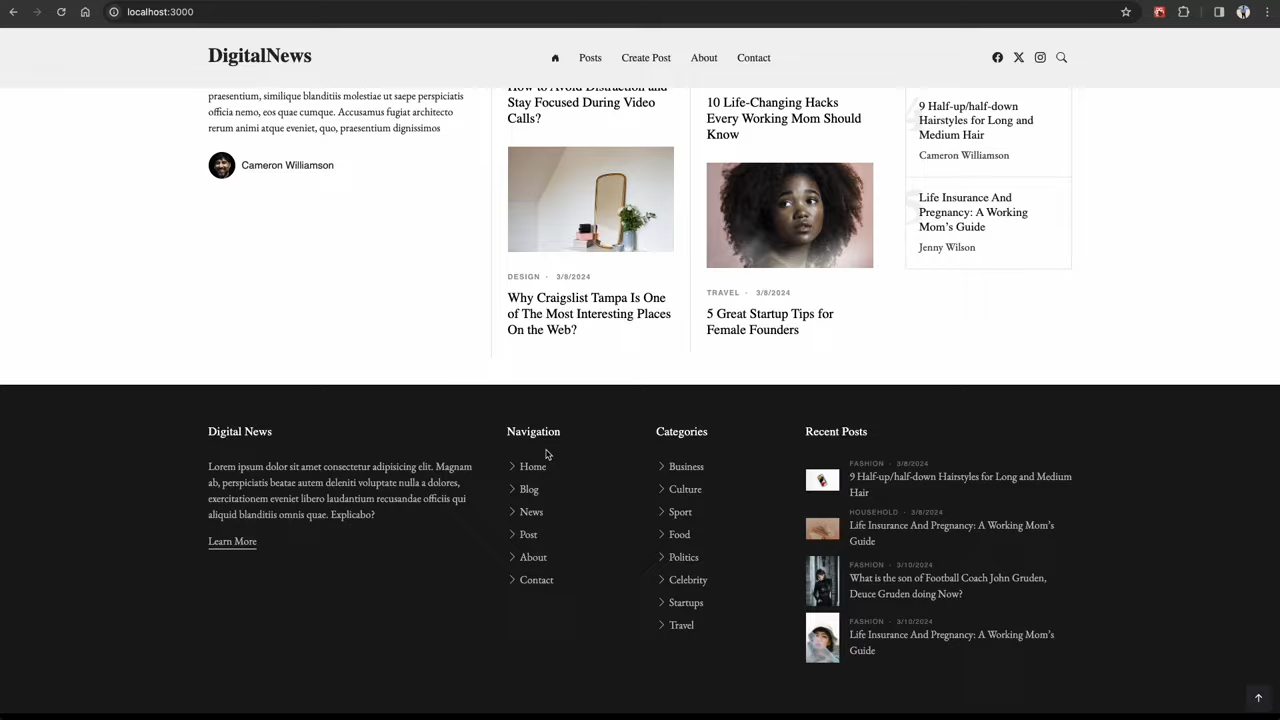 localhost:3000
DigitalNews
Posts
Create Post
About
Contact
praesentium, similique blanditiis molestiae ut saepe perspiciatis
officia nemo, eos quae cumque. Accusamus fugiat architecto
rerum animi atque eveniet, quo, praesentium dignissimos
Cameron Williamson
How to Avoid Distraction and
Stay Focused During Video
Calls?
DESIGN · 3/8/2024
Why Craigslist Tampa Is One
of The Most Interesting Places
On the Web?
10 Life-Changing Hacks
Every Working Mom Should
Know
TRAVEL · 3/8/2024
5 Great Startup Tips for
Female Founders
9 Half-up/half-down
Hairstyles for Long and
Medium Hair
Cameron Williamson
Life Insurance And
Pregnancy: A Working
Mom's Guide
Jenny Wilson
Digital News
Lorem ipsum dolor sit amet consectetur adipisicing elit. Magnam
ab, perspiciatis beatae autem deleniti voluptate nulla a dolores,
exercitationem eveniet libero laudantium recusandae officiis qui
aliquid blanditiis omnis quae. Explicabo?
Learn More
Navigation
Home
Blog
News
Post
About
Contact
Categories
Business
Culture
Sport
Food
Politics
Celebrity
Startups
Travel
Recent Posts
FASHION · 3/8/2024
9 Half-up/half-down Hairstyles for Long and Medium
Hair
HOUSEHOLD · 3/8/2024
Life Insurance And Pregnancy: A Working Mom's
Guide
FASHION · 3/10/2024
What is the son of Football Coach John Gruden,
Deuce Gruden doing Now?
FASHION · 3/10/2024
Life Insurance And Pregnancy: A Working Mom's
Guide